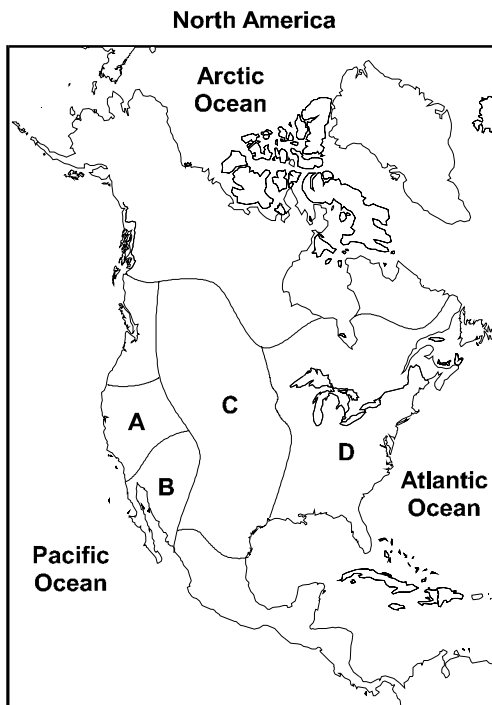 North America
Arctic
Ocean
A
C
B
D
Atlantic
Ocean
Pacific
Ocean